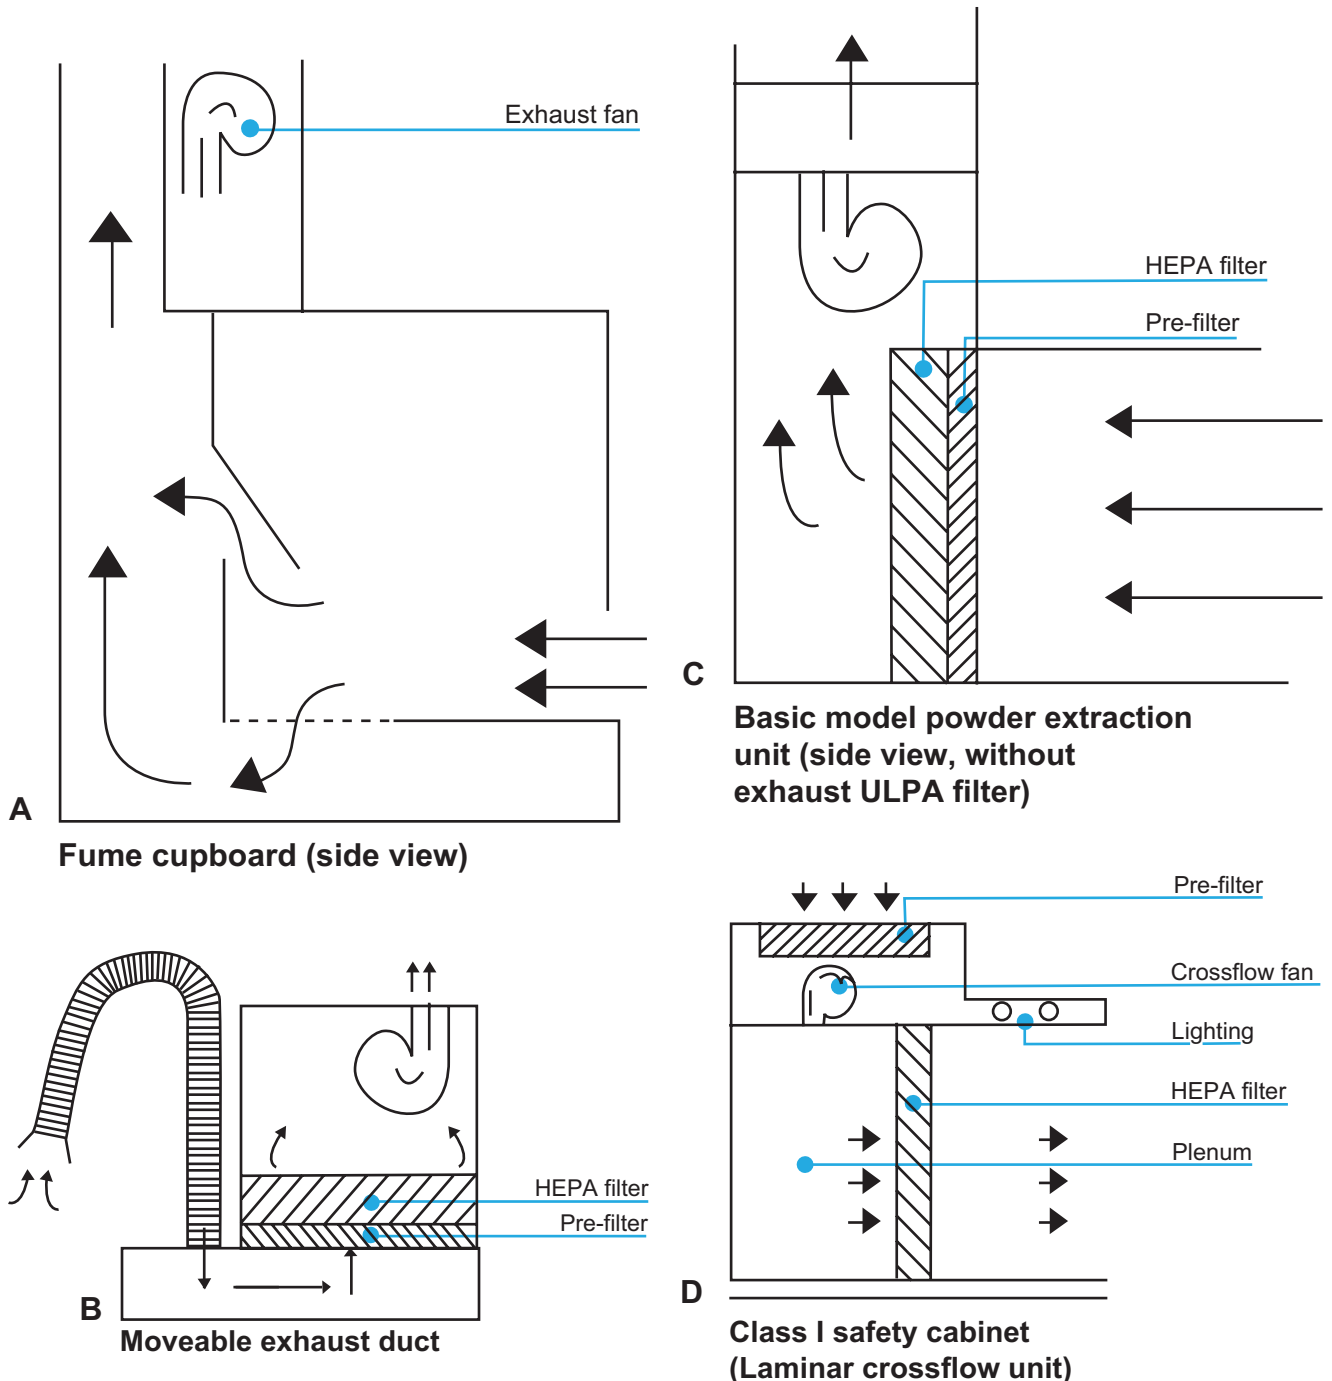 Exhaust fan
A
Fume cupboard (side view)
HEPA filter
Pre-filter
C
Basic model powder extraction
unit (side view, without
exhaust ULPA filter)
HEPA filter
Pre-filter
B
Moveable exhaust duct
Pre-filter
Crossflow fan
Lighting
HEPA filter
Plenum
D
Class I safety cabinet
(Laminar crossflow unit)